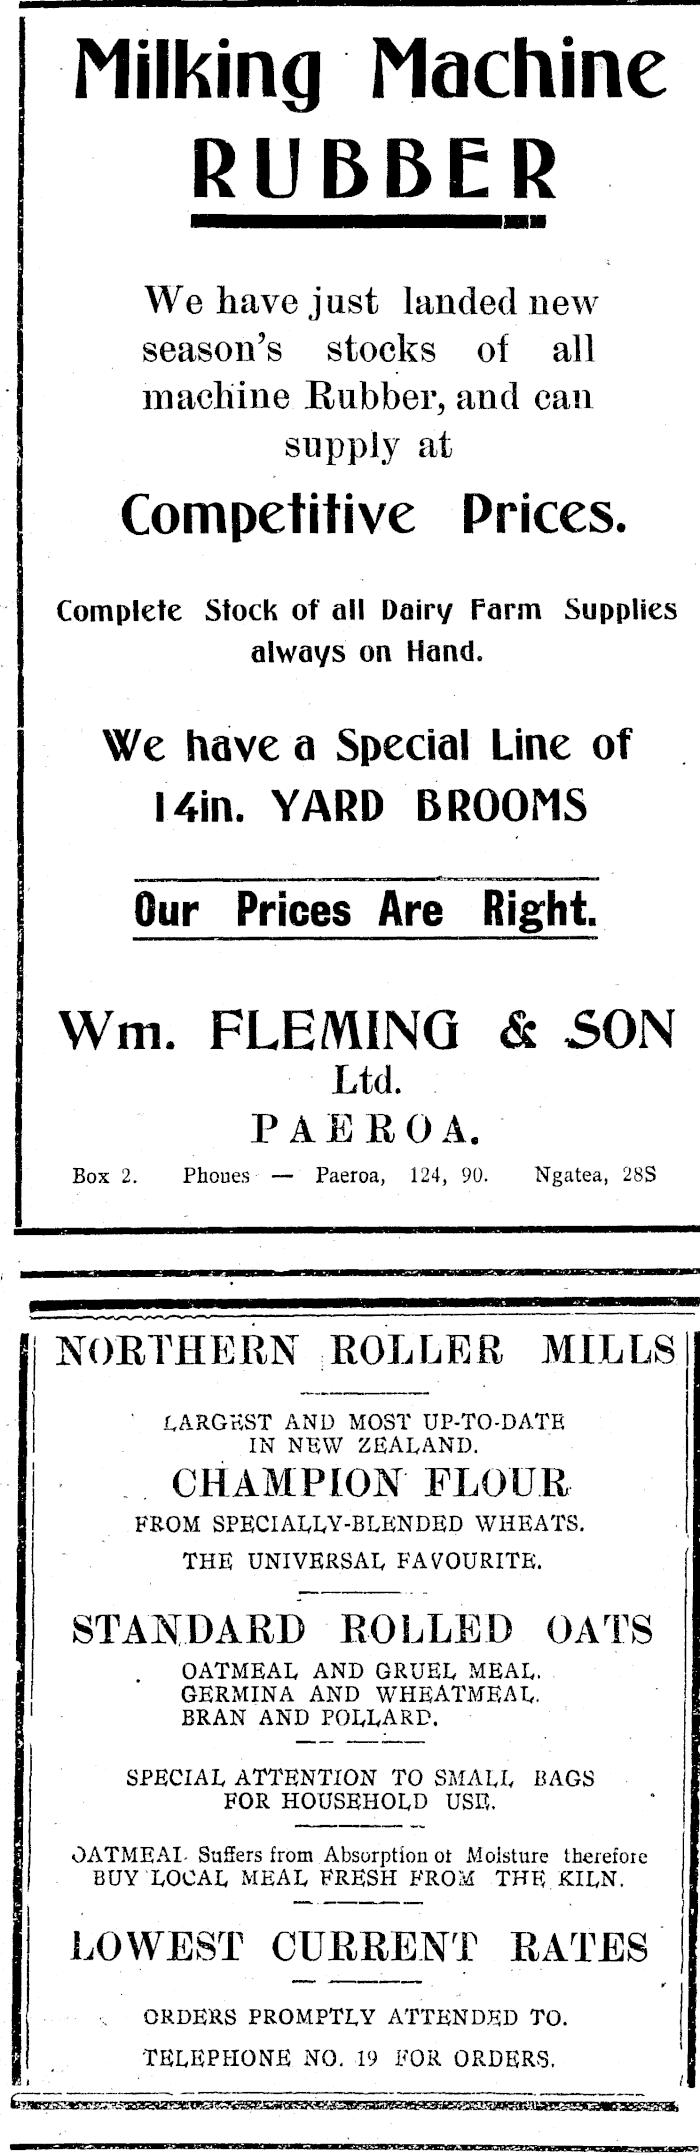 Milking Machine
RUBBER
We have just landed new
season's stocks of all
machine Rubber, and can
supply at
Competitive Prices.
Complete Stock of all Dairy Farm Supplies
always on Hand.
We have a Special Line of
14in. YARD BROOMS
Our Prices Are Right.
Wm. FLEMING & SON
Ltd.
PAEROA.
Box 2. Phones — Paeroa, 124, 90. Ngatea, 28S
NORTHERN ROLLER MILLS
LARGEST AND MOST UP-TO-DATE
IN NEW ZEALAND.
CHAMPION FLOUR
FROM SPECIALLY-BLENDED WHEATS.
THE UNIVERSAL FAVOURITE.
STANDARD ROLLED OATS
OATMEAL AND GRUEL MEAL.
GERMINA AND WHEATMEAL.
BRAN AND POLLARD.
SPECIAL ATTENTION TO SMALL BAGS
FOR HOUSEHOLD USE.
OATMEAL Suffers from Absorption of Moisture therefore
BUY LOCAL MEAL FRESH FROM THE KILN.
LOWEST CURRENT RATES
ORDERS PROMPTLY ATTENDED TO.
TELEPHONE NO. 19 FOR ORDERS.